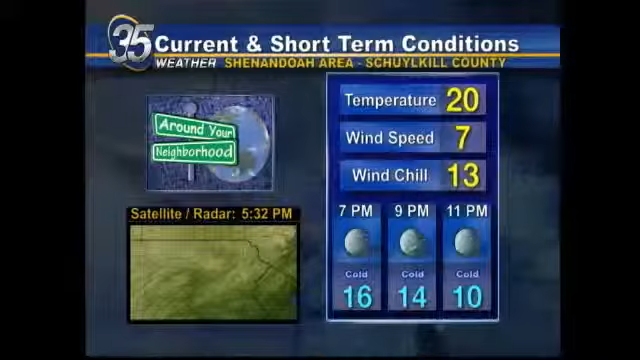 35 Current & Short Term Conditions
WEATHER SHENANDOAH AREA - SCHUYLKILL COUNTY
Around Your
Neighborhood
Temperature 20
Wind Speed 7
Wind Chill 13
Satellite / Radar: 5:32 PM
7 PM 9 PM 11 PM
Cold Cold Cold
16 14 10